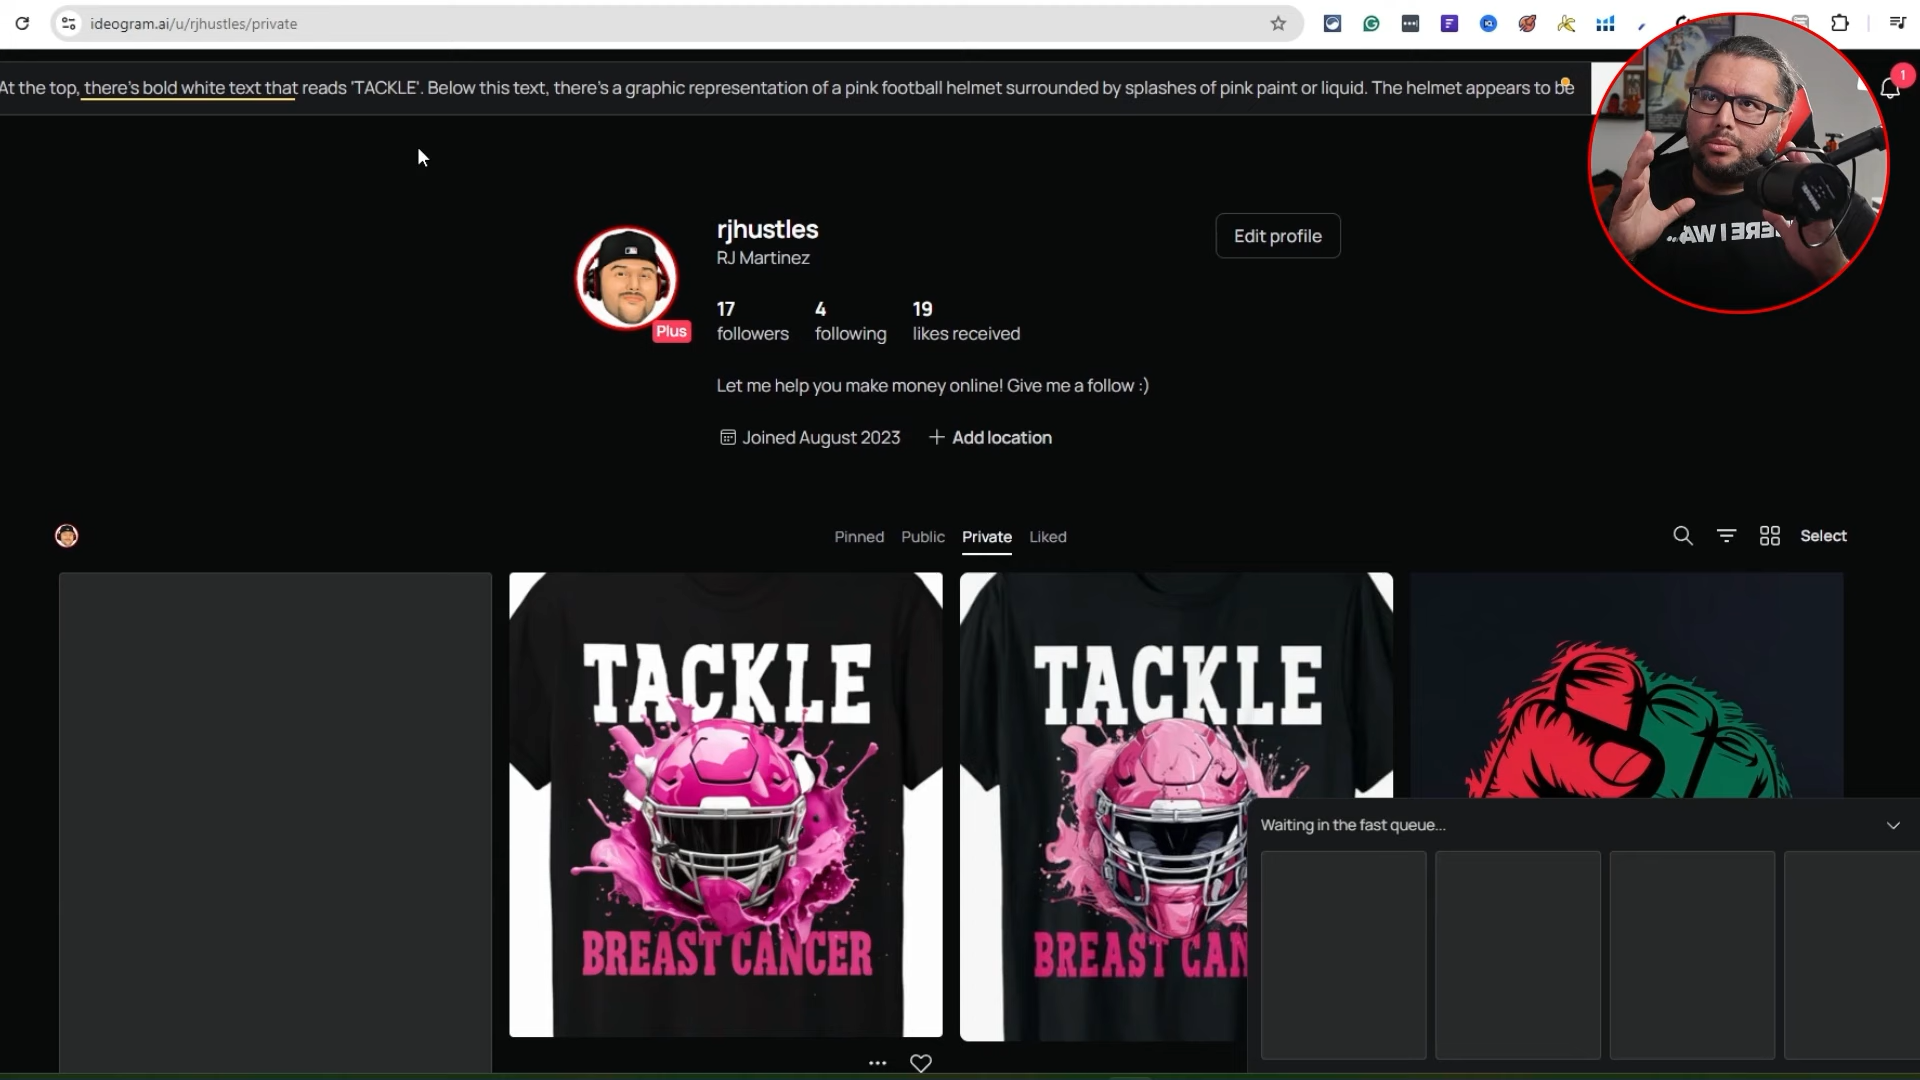 ideogram.ai/u/rjhustles/private
At the top, there's bold white text that reads 'TACKLE'. Below this text, there's a graphic representation of a pink football helmet surrounded by splashes of pink paint or liquid. The helmet appears to be
1
rjhustles
RJ Martinez
Edit profile
Plus
17 4 19
followers following likes received
Let me help you make money online! Give me a follow :)
Joined August 2023 Add location
Pinned Public Private Liked
Select
TACKLE
BREAST CANCER
TACKLE
BREAST CAN
Waiting in the fast queue...